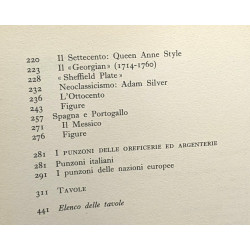 220 Il Settecento: Queen Anne Style
223 Il «Georgian» (1714-1760)
228 «Sheffield Plate»
232 Neoclassicismo: Adam Silver
236 L'Ottocento
243 Figure
257 Spagna e Portogallo
271 Il Messico
276 Figure
281 I PUNZONI DELLE OREFICERIE ED ARGENTERIE
281 Punzoni italiani
291 I punzoni delle nazioni europee
311 TAVOLE
441 Elenco delle tavole